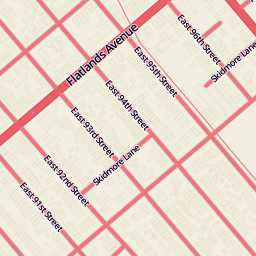 East 96th Street
Skidmore Lane
Flatlands Avenue
East 95th Street
East 94th Street
East 93rd Street
Skidmore Lane
East 92nd Street
East 91st Street